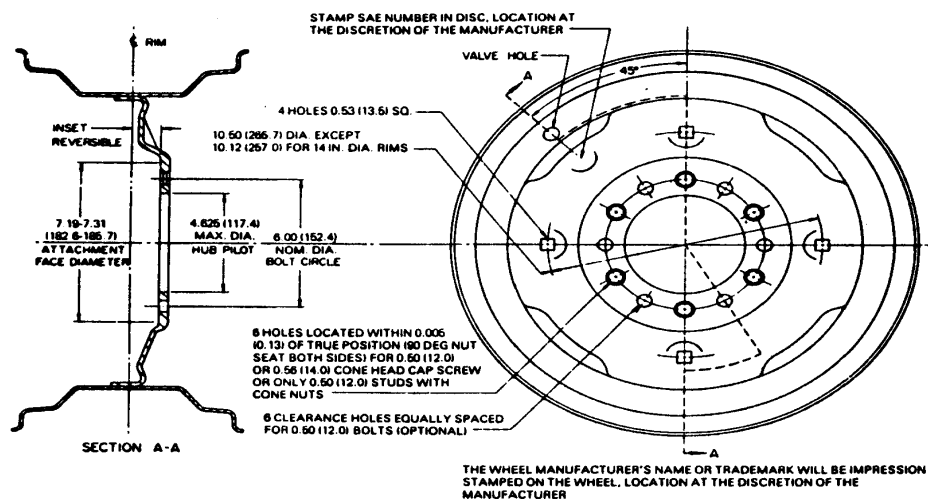 STAMP SAE NUMBER IN DISC, LOCATION AT
THE DISCRETION OF THE MANUFACTURER
℄ RIM
VALVE HOLE
A
45°
4 HOLES 0.53 (13.5) SQ.
INSET
REVERSIBLE
10.50 (266.7) DIA. EXCEPT
10.12 (257.0) FOR 14 IN. DIA. RIMS
7.19-7.31
(182.6-185.7)
ATTACHMENT
FACE DIAMETER
4.625 (117.4)
MAX. DIA.
HUB PILOT
6.00 (152.4)
NOM. DIA.
BOLT CIRCLE
6 HOLES LOCATED WITHIN 0.005
(0.13) OF TRUE POSITION (90 DEG NUT
SEAT BOTH SIDES) FOR 0.50 (12.0)
OR 0.56 (14.0) CONE HEAD CAP SCREW
OR ONLY 0.50 (12.0) STUDS WITH
CONE NUTS
6 CLEARANCE HOLES EQUALLY SPACED
FOR 0.50 (12.0) BOLTS (OPTIONAL)
SECTION A-A
A
THE WHEEL MANUFACTURER'S NAME OR TRADEMARK WILL BE IMPRESSION
STAMPED ON THE WHEEL, LOCATION AT THE DISCRETION OF THE
MANUFACTURER